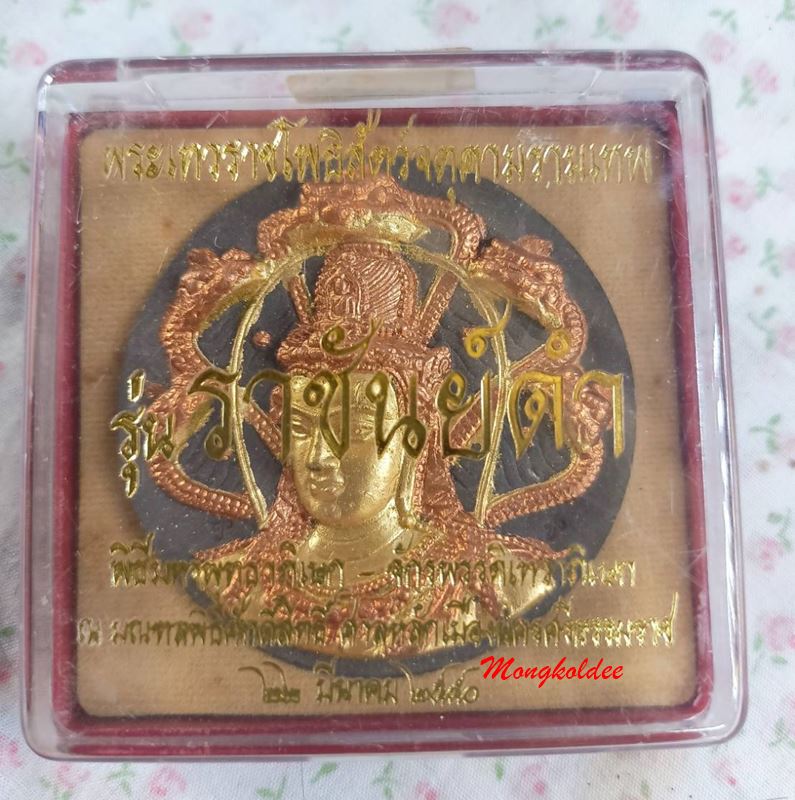 พระเทวราชโพธิสัตว์จตุคามรามเทพ
รุ่น ราชันย์ดำ
พิธีมหาพุทธาภิเษก - จักรพรรดิเทวาภิเษก
ณ มณฑลพิธีศักดิ์สิทธิ์ ศาลหลักเมืองนครศรีธรรมราช
๒๒ มีนาคม ๒๕๕๐
Mongkoldee